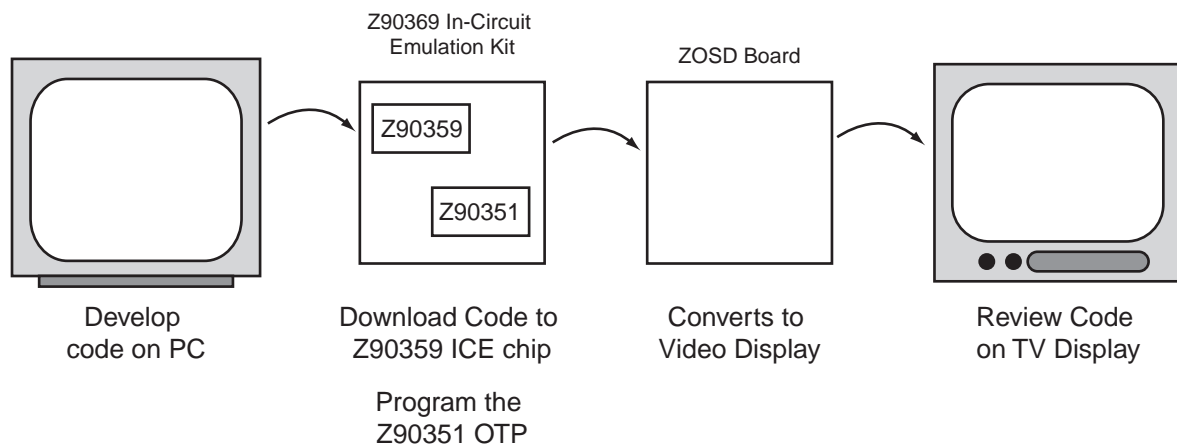 Z90369 In-Circuit
Emulation Kit
ZOSD Board
Z90359
Z90351
Develop
code on PC
Download Code to
Z90359 ICE chip
Program the
Z90351 OTP
Converts to
Video Display
Review Code
on TV Display